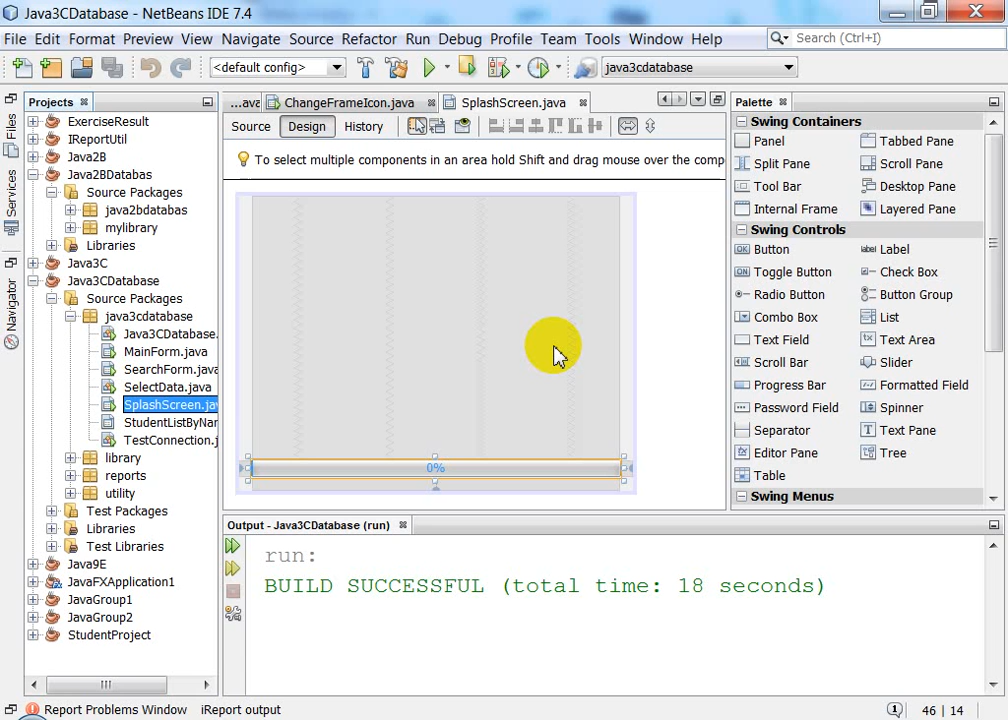 Java3CDatabase - NetBeans IDE 7.4
File Edit Format Preview View Navigate Source Refactor Run Debug Profile Team Tools Window Help
Search (Ctrl+I)
<default config>
java3cdatabase
Files
Services
Navigator
Projects
ExerciseResult
IReportUtil
Java2B
Java2BDatabas
Source Packages
java2bdatabas
mylibrary
Libraries
Java3C
Java3CDatabase
Source Packages
java3cdatabase
Java3CDatabase.
MainForm.java
SearchForm.java
SelectData.java
SplashScreen.jav
StudentListByNar
TestConnection.j
library
reports
utility
Test Packages
Libraries
Test Libraries
Java9E
JavaFXApplication1
JavaGroup1
JavaGroup2
StudentProject
...ava
ChangeFrameIcon.java
SplashScreen.java
Source Design History
To select multiple components in an area hold Shift and drag mouse over the comp
0%
Palette
Swing Containers
Panel Tabbed Pane
Split Pane Scroll Pane
Tool Bar Desktop Pane
Internal Frame Layered Pane
Swing Controls
OK Button label Label
Toggle Button Check Box
Radio Button Button Group
Combo Box List
Text Field Text Area
Scroll Bar Slider
Progress Bar Formatted Field
Password Field Spinner
Separator Text Pane
Editor Pane Tree
Table
Swing Menus
Output - Java3CDatabase (run)
run:
BUILD SUCCESSFUL (total time: 18 seconds)
Report Problems Window iReport output
46 | 14